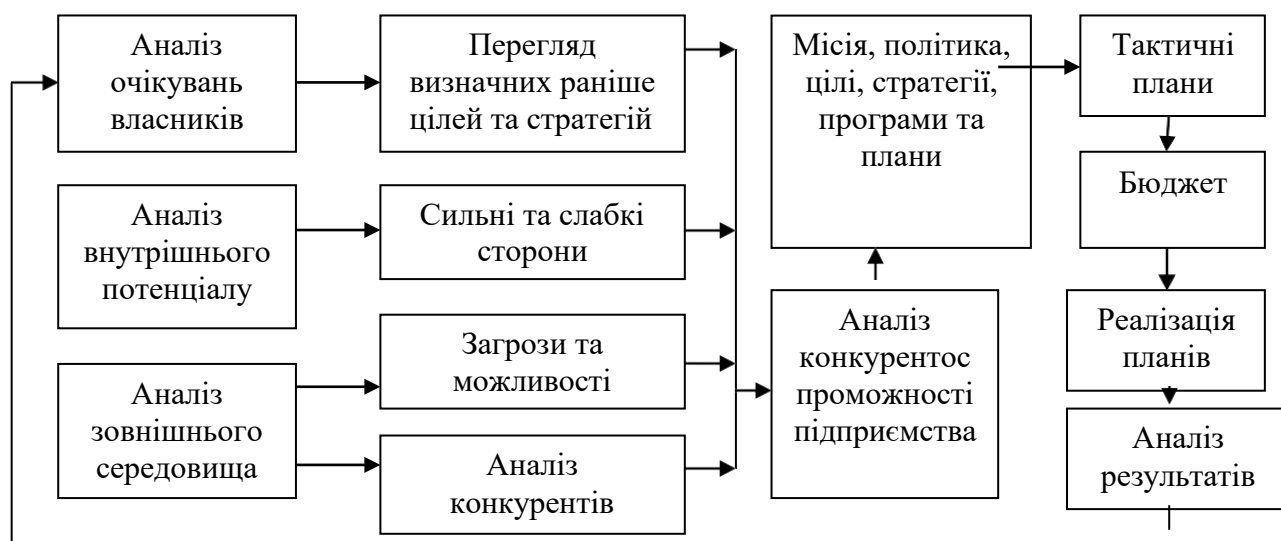 Аналіз
очікувань
власників
Перегляд
визначних раніше
цілей та стратегій
Місія, політика,
цілі, стратегії,
програми та
плани
Тактичні
плани
Бюджет
Аналіз
внутрішнього
потенціалу
Сильні та слабкі
сторони
Аналіз
конкурентос
проможності
підприємства
Реалізація
планів
Аналіз
зовнішнього
середовища
Загрози та
можливості
Аналіз
конкурентів
Аналіз
результатів